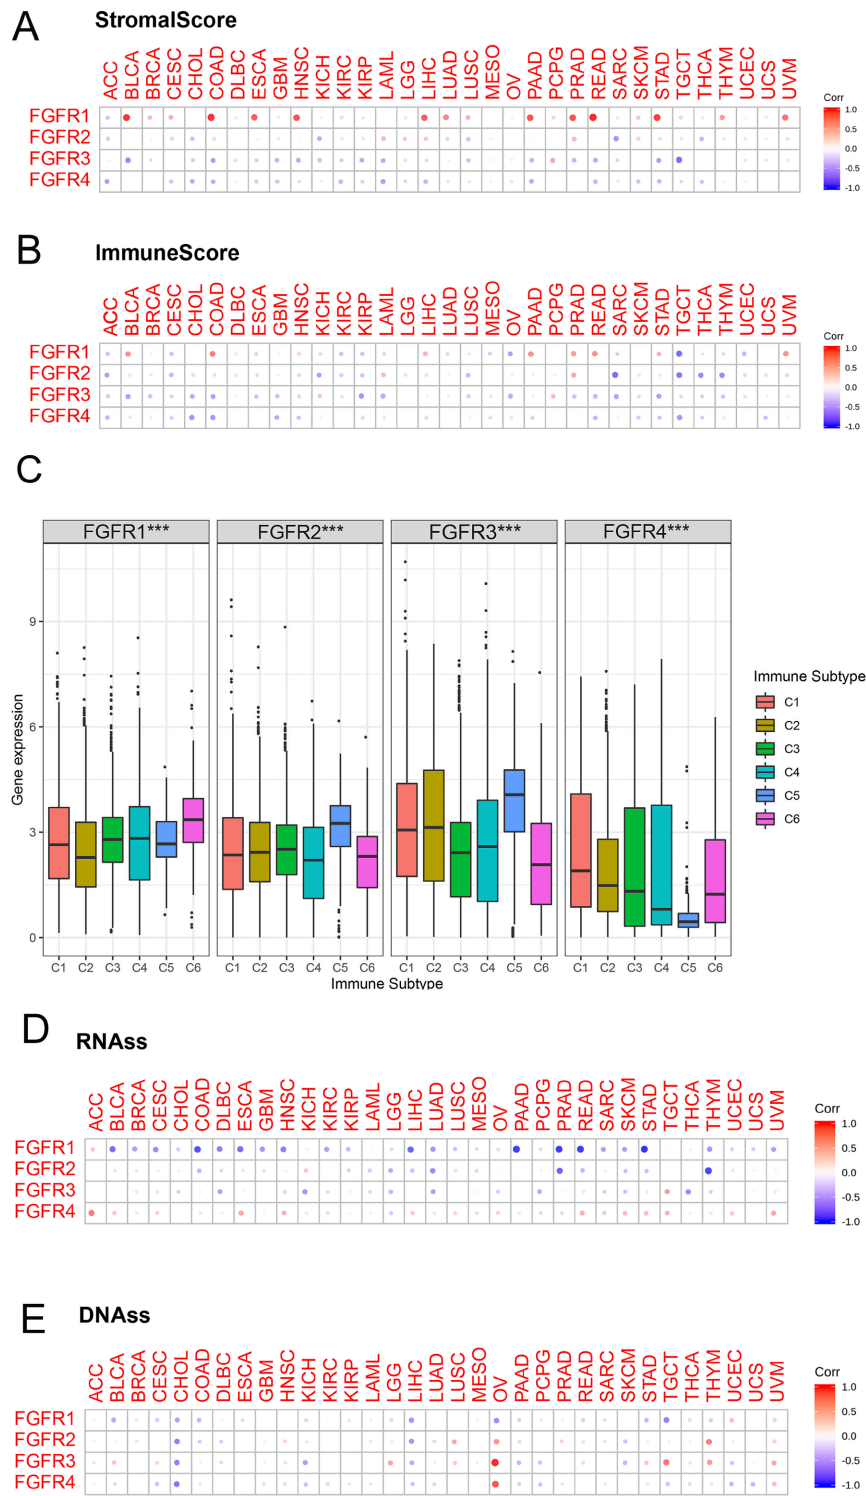 A
StromalScore
ACC BLCA BRCA CESC CHOL COAD DLBC ESCA GBM HNSC KICH KIRC KIRP LAML LGG LIHC LUAD LUSC MESO OV PAAD PCPG PRAD READ SARC SKCM STAD TGCT THCA THYM UCEC UCS UVM
Corr
FGFR1
FGFR2
FGFR3
FGFR4
1.0
0.5
0.0
-0.5
-1.0
B
ImmuneScore
ACC BLCA BRCA CESC CHOL COAD DLBC ESCA GBM HNSC KICH KIRC KIRP LAML LGG LIHC LUAD LUSC MESO OV PAAD PCPG PRAD READ SARC SKCM STAD TGCT THCA THYM UCEC UCS UVM
Corr
FGFR1
FGFR2
FGFR3
FGFR4
1.0
0.5
0.0
-0.5
-1.0
C
FGFR1*** FGFR2*** FGFR3*** FGFR4***
Gene expression
9
6
3
0
C1 C2 C3 C4 C5 C6 C1 C2 C3 C4 C5 C6 C1 C2 C3 C4 C5 C6 C1 C2 C3 C4 C5 C6
Immune Subtype
Immune Subtype
C1
C2
C3
C4
C5
C6
D
RNAss
ACC BLCA BRCA CESC CHOL COAD DLBC ESCA GBM HNSC KICH KIRC KIRP LAML LGG LIHC LUAD LUSC MESO OV PAAD PCPG PRAD READ SARC SKCM STAD TGCT THCA THYM UCEC UCS UVM
Corr
FGFR1
FGFR2
FGFR3
FGFR4
1.0
0.5
0.0
-0.5
-1.0
E
DNAss
ACC BLCA BRCA CESC CHOL COAD DLBC ESCA GBM HNSC KICH KIRC KIRP LAML LGG LIHC LUAD LUSC MESO OV PAAD PCPG PRAD READ SARC SKCM STAD TGCT THCA THYM UCEC UCS UVM
Corr
FGFR1
FGFR2
FGFR3
FGFR4
1.0
0.5
0.0
-0.5
-1.0